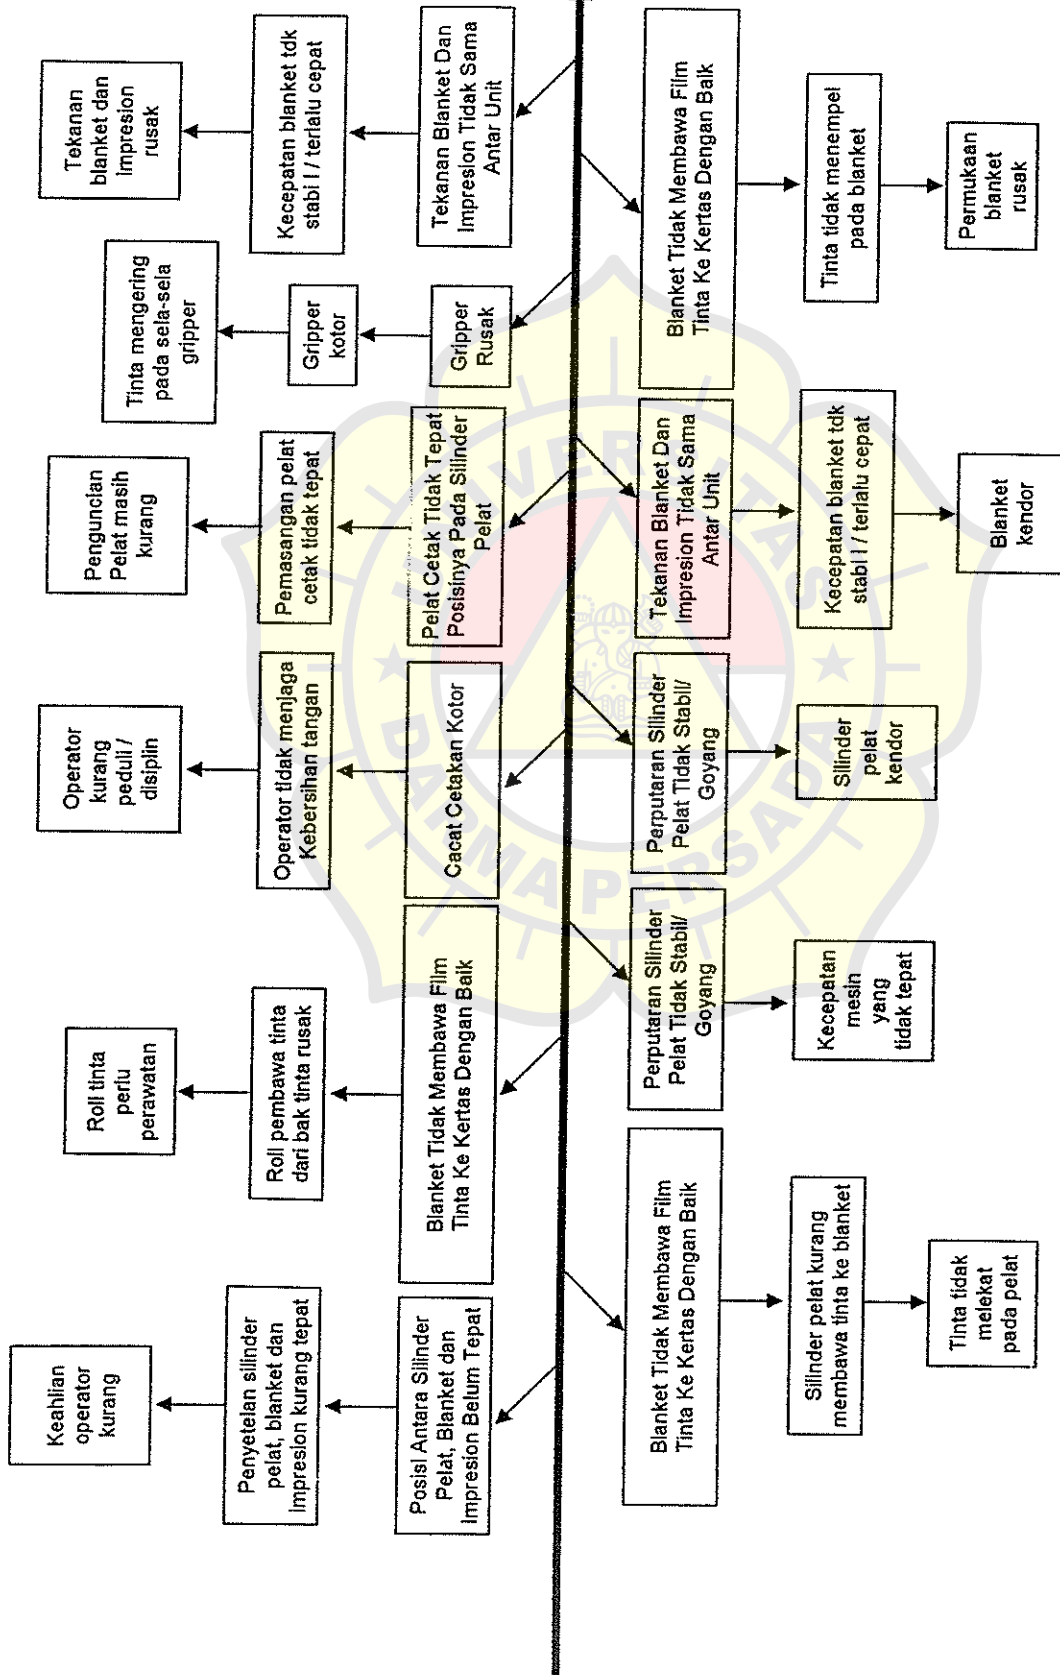 Keahlian
operator
kurang
Penyetelan silinder
pelat, blanket dan
Impresion kurang tepat
Posisi Antara Silinder
Pelat, Blanket dan
Impresion Belum Tepat
Roll tinta
perlu
perawatan
Roll pembawa tinta
dari bak tinta rusak
Blanket Tidak Membawa Film
Tinta Ke Kertas Dengan Baik
Operator
kurang
peduli /
disiplin
Operator tidak menjaga
Kebersihan tangan
Cacat Cetakan Kotor
Penguncian
Pelat masih
kurang
Pemasangan pelat
cetak tidak tepat
Pelat Cetak Tidak Tepat
Posisinya Pada Silinder
Pelat
Tinta mengering
pada sela-sela
gripper
Gripper
kotor
Gripper
Rusak
Tekanan
blanket dan
impresion
rusak
Kecepatan blanket tdk
stabil / terlalu cepat
Tekanan Blanket Dan
Impresion Tidak Sama
Antar Unit
Blanket Tidak Membawa Film
Tinta Ke Kertas Dengan Baik
Silinder pelat kurang
membawa tinta ke blanket
Tinta tidak
melekat
pada pelat
Perputaran Silinder
Pelat Tidak Stabil/
Goyang
Kecepatan
mesin
yang
tidak tepat
Perputaran Silinder
Pelat Tidak Stabil/
Goyang
Silinder
pelat
kendor
Tekanan Blanket Dan
Impresion Tidak Sama
Antar Unit
Kecepatan blanket tdk
stabil / terlalu cepat
Blanket
kendor
Blanket Tidak Membawa Film
Tinta Ke Kertas Dengan Baik
Tinta tidak menempel
pada blanket
Permukaan
blanket
rusak
UNIVERSITAS
DARMA PERSADA